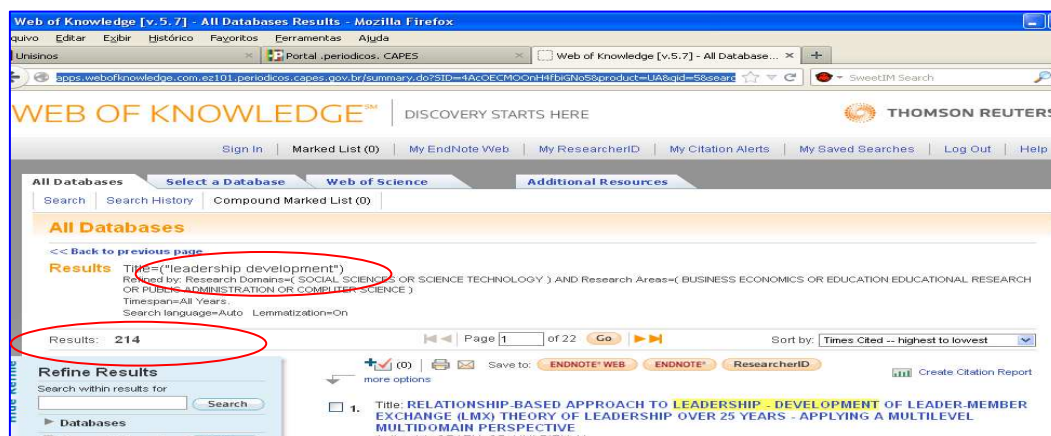 Web of Knowledge [v.5.7] - All Databases Results - Mozilla Firefox
quivo Editar Exibir Histórico Favoritos Ferramentas Ajuda
Unisinos Portal .periodicos. CAPES Web of Knowledge [v.5.7] - All Database...
apps.webofknowledge.com.ez101.periodicos.capes.gov.br/summary.do?SID=4AcOECMOOnH4fbiGNo5&product=UA&qid=5&searc SweetIM Search
WEB OF KNOWLEDGE SM DISCOVERY STARTS HERE THOMSON REUTERS
Sign In Marked List (0) My EndNote Web My ResearcherID My Citation Alerts My Saved Searches Log Out Help
All Databases Select a Database Web of Science Additional Resources
Search Search History Compound Marked List (0)
All Databases
<< Back to previous page
Results Title=("leadership development")
Refined by: Research Domains=( SOCIAL SCIENCES OR SCIENCE TECHNOLOGY ) AND Research Areas=( BUSINESS ECONOMICS OR EDUCATION EDUCATIONAL RESEARCH
OR PUBLIC ADMINISTRATION OR COMPUTER SCIENCE )
Timespan=All Years.
Search language=Auto Lemmatization=On
Results: 214 Page 1 of 22 Go Sort by: Times Cited -- highest to lowest
Refine Results (0) Save to: ENDNOTE WEB ENDNOTE ResearcherID Create Citation Report
Search within results for more options
Search
Databases
1. Title: RELATIONSHIP-BASED APPROACH TO LEADERSHIP - DEVELOPMENT OF LEADER-MEMBER
EXCHANGE (LMX) THEORY OF LEADERSHIP OVER 25 YEARS - APPLYING A MULTILEVEL
MULTIDOMAIN PERSPECTIVE